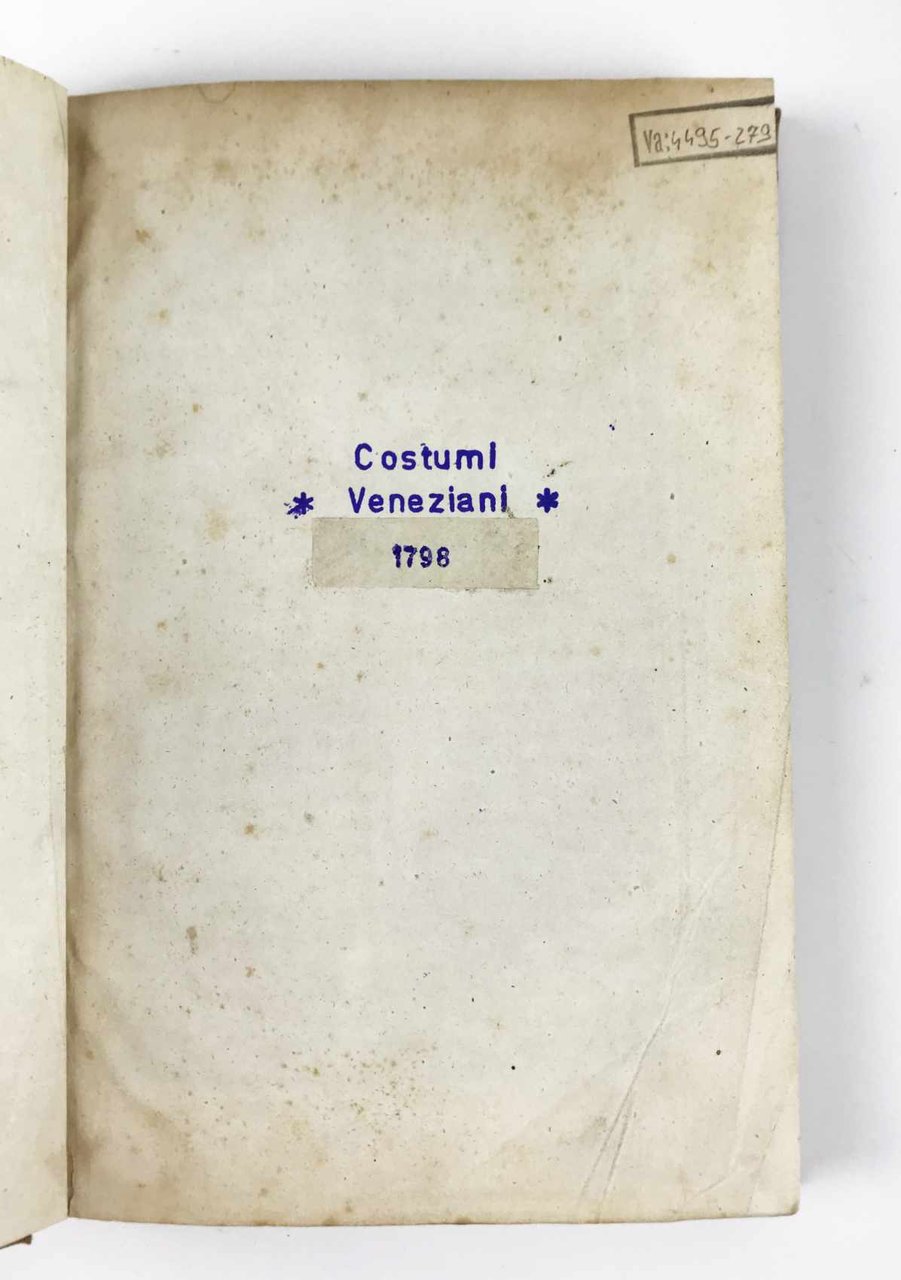 Va:4495-279
Costumi
* Veneziani *
1798